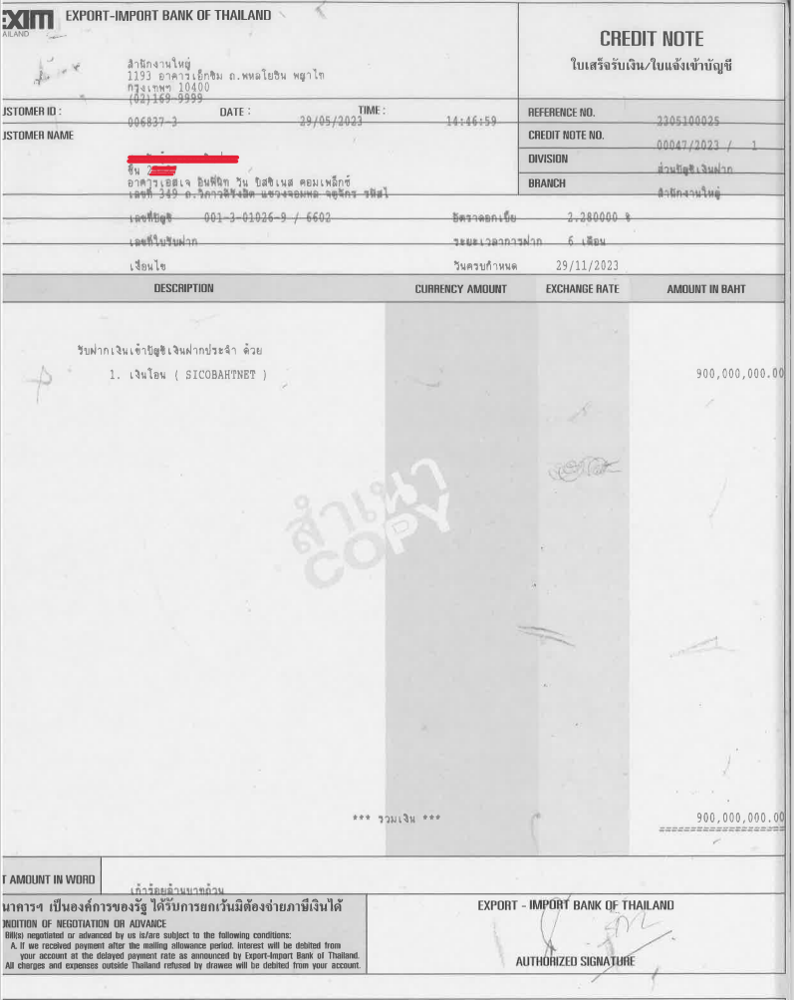 EXIM
EXPORT-IMPORT BANK OF THAILAND
AILAND
CREDIT NOTE
ใบเสร็จรับเงิน/ใบแจ้งเข้าบัญชี
สำนักงานใหญ่
1193 อาคารเอ็กซิม ถ.พหลโยธิน พญาไท
กรุงเทพฯ 10400
(02)169-9999
USTOMER ID : 006837-3 DATE : 29/05/2023 TIME : 14:46:59
REFERENCE NO. 2305100025
USTOMER NAME
CREDIT NOTE NO. 00047/2023 / 1
DIVISION ส่วนบัญชีเงินฝาก
BRANCH สำนักงานใหญ่
ชั้น 2
อาคารเอสเจ อินฟินิท วัน บิสซิเนส คอมเพล็กซ์
เลขที่ 349 ถ.วิภาวดีรังสิต แขวงจอมพล จตุจักร รหัสไ
เลขที่บัญชี 001-3-01026-9 / 6602 อัตราดอกเบี้ย 2.280000 %
เลขที่ใบรับฝาก ระยะเวลาการฝาก 6 เดือน
เงื่อนไข วันครบกำหนด 29/11/2023
DESCRIPTION CURRENCY AMOUNT EXCHANGE RATE AMOUNT IN BAHT
รับฝากเงินเข้าบัญชีเงินฝากประจำ ด้วย
1. เงินโอน ( SICOBAHTNET ) 900,000,000.00
สำเนา
COPY
*** รวมเงิน *** 900,000,000.00
T AMOUNT IN WORD เก้าร้อยล้านบาทถ้วน
นาคารฯ เป็นองค์การของรัฐ ได้รับการยกเว้นมิต้องจ่ายภาษีเงินได้
ONDITION OF NEGOTIATION OR ADVANCE
Bill(s) negotiated or advanced by us is/are subject to the following conditions:
A. If we received payment after the mailing allowance period. interest will be debited from
your account at the delayed payment rate as announced by Export-Import Bank of Thailand.
All charges and expenses outside Thailand refused by drawee will be debited from your account.
EXPORT - IMPORT BANK OF THAILAND
AUTHORIZED SIGNATURE